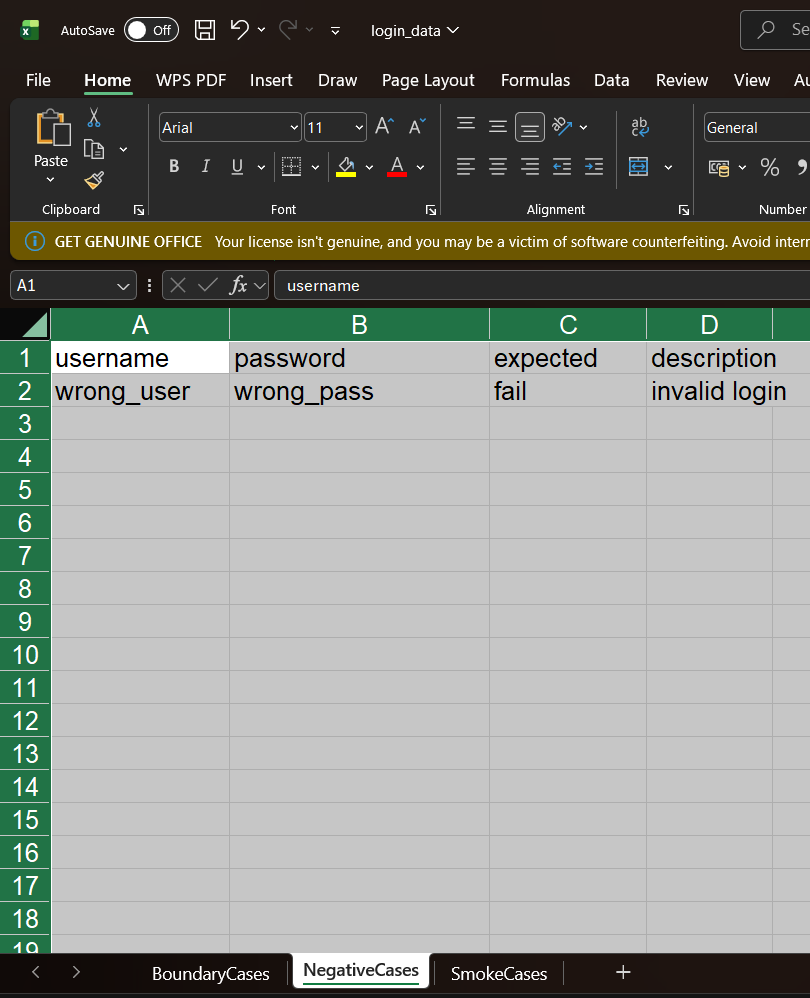 AutoSave Off login_data
File Home WPS PDF Insert Draw Page Layout Formulas Data Review View
Paste Arial 11 General
B I U A %
Clipboard Font Alignment Number
GET GENUINE OFFICE Your license isn't genuine, and you may be a victim of software counterfeiting. Avoid
A1 fx username
A B C D
1 username password expected description
2 wrong_user wrong_pass fail invalid login
3
4
5
6
7
8
9
10
11
12
13
14
15
16
17
18
19
BoundaryCases NegativeCases SmokeCases +